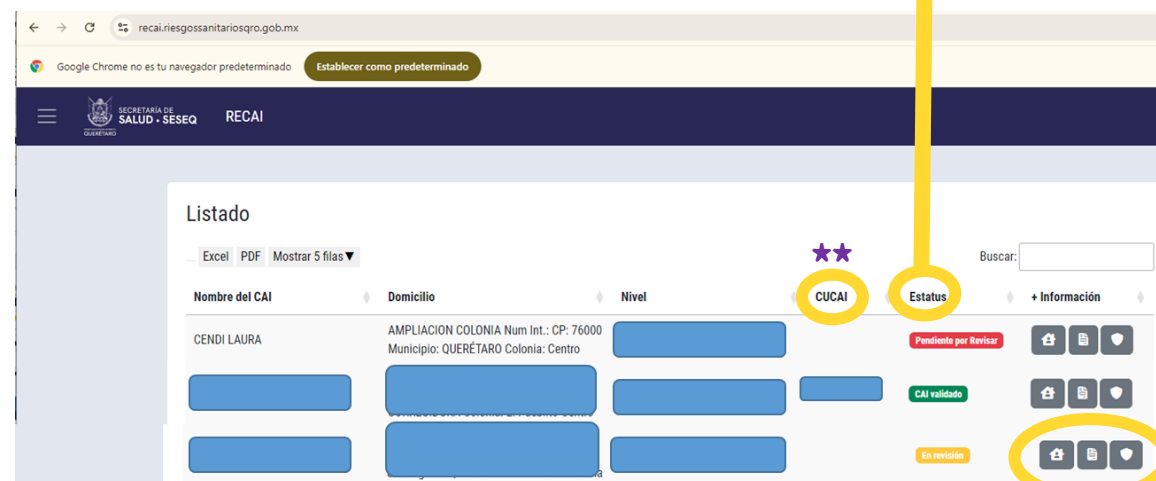 recai.riesgossanitariosqro.gob.mx
Google Chrome no es tu navegador predeterminado Establecer como predeterminado
SECRETARÍA DE
SALUD • SESEQ
QUERÉTARO
RECAI
Listado
Excel PDF Mostrar 5 filas▼
Buscar:
Nombre del CAI Domicilio Nivel CUCAI Estatus + Información
CENDI LAURA
AMPLIACION COLONIA Num Int.: CP: 76000
Municipio: QUERÉTARO Colonia: Centro
Pendiente por Revisar
CAI validado
En revisión